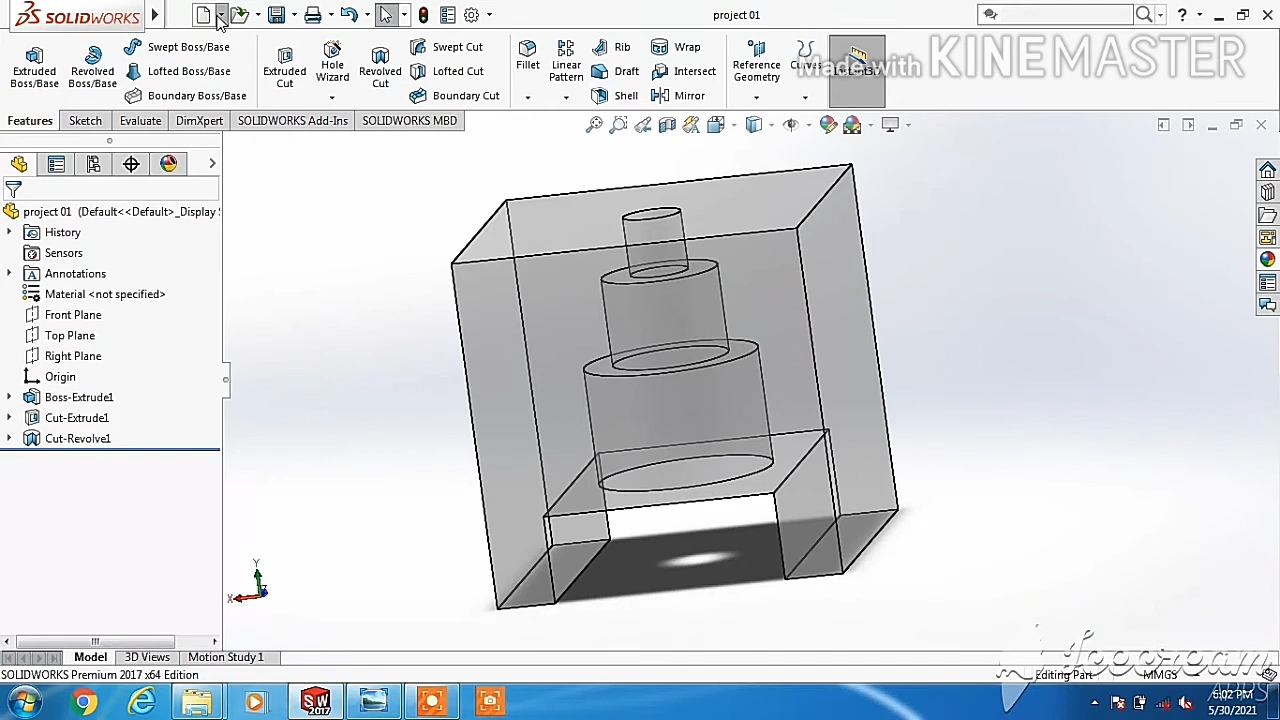 SOLIDWORKS
project 01
Made with KINEMASTER
Extruded Boss/Base
Revolved Boss/Base
Swept Boss/Base
Lofted Boss/Base
Boundary Boss/Base
Extruded Cut
Hole Wizard
Revolved Cut
Swept Cut
Lofted Cut
Boundary Cut
Fillet
Linear Pattern
Rib
Draft
Shell
Wrap
Intersect
Mirror
Reference Geometry
Curves
Features
Sketch
Evaluate
DimXpert
SOLIDWORKS Add-Ins
SOLIDWORKS MBD
project 01 (Default<<Default>_Display
History
Sensors
Annotations
Material <not specified>
Front Plane
Top Plane
Right Plane
Origin
Boss-Extrude1
Cut-Extrude1
Cut-Revolve1
Y
X
Model
3D Views
Motion Study 1
SOLIDWORKS Premium 2017 x64 Edition
Editing Part
MMGS
SW
2017
6:02 PM
5/30/2021